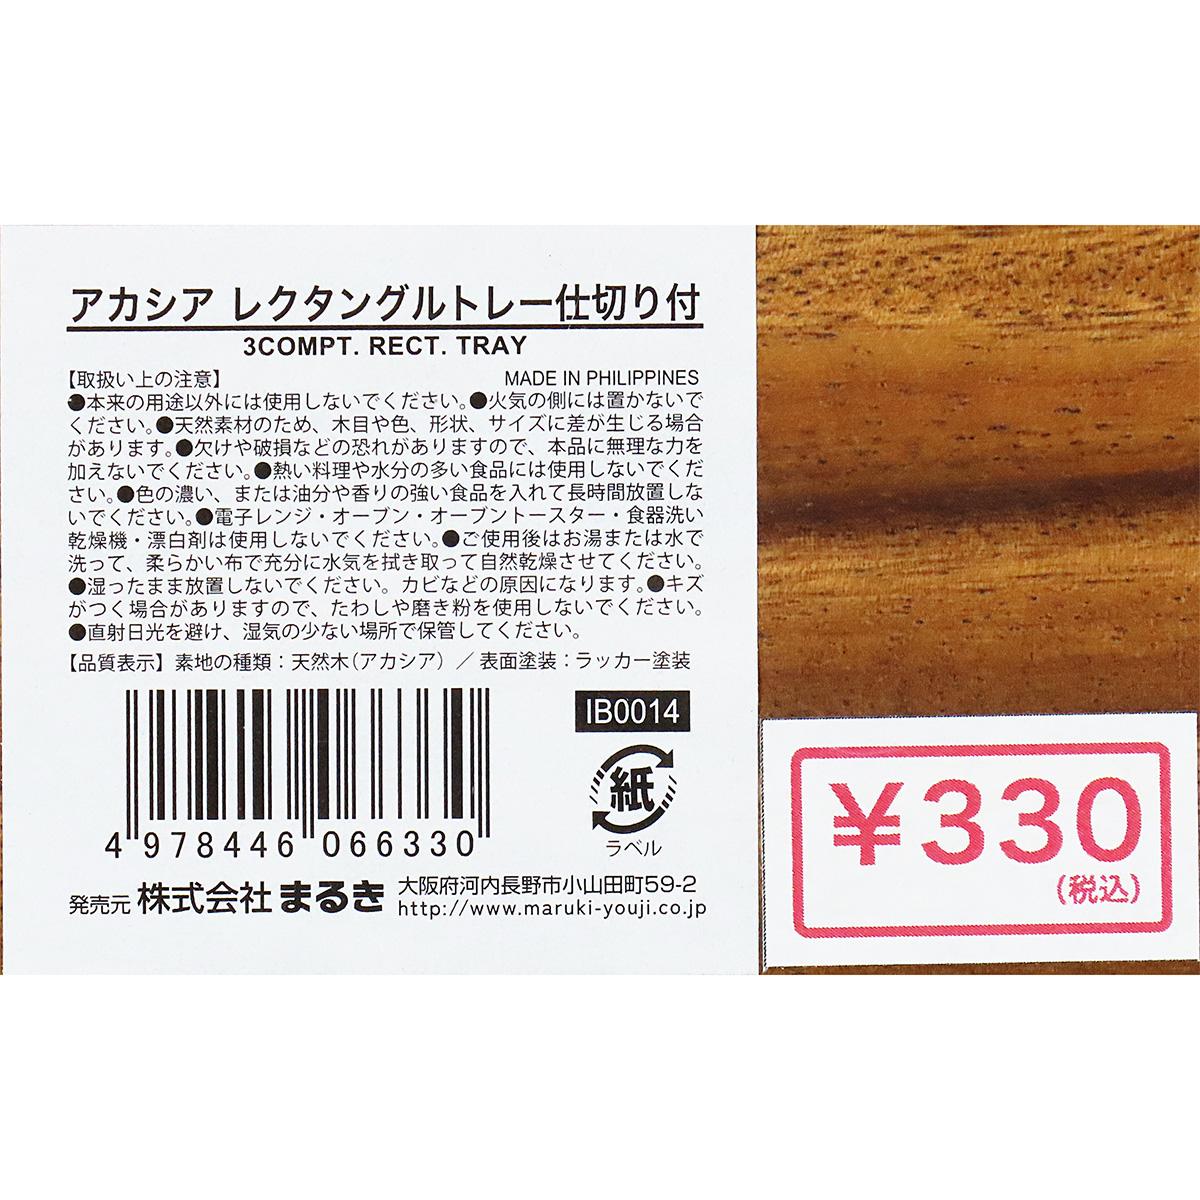 アカシア レクタングルトレー仕切り付
3COMPT. RECT. TRAY
【取扱い上の注意】 MADE IN PHILIPPINES
●本来の用途以外には使用しないでください。●火気の側には置かないで
ください。●天然素材のため、木目や色、形状、サイズに差が生じる場合
があります。●欠けや破損などの恐れがありますので、本品に無理な力を
加えないでください。●熱い料理や水分の多い食品には使用しないでくだ
さい。●色の濃い、または油分や香りの強い食品を入れて長時間放置しな
いでください。●電子レンジ・オーブン・オーブントースター・食器洗い
乾燥機・漂白剤は使用しないでください。●ご使用後はお湯または水で
洗って、柔らかい布で充分に水気を拭き取って自然乾燥させてください。
●湿ったまま放置しないでください。カビなどの原因になります。●キズ
がつく場合がありますので、たわしや磨き粉を使用しないでください。
●直射日光を避け、湿気の少ない場所で保管してください。
【品質表示】素地の種類：天然木（アカシア）／表面塗装：ラッカー塗装
IB0014
紙
ラベル
4 978446 066330
発売元 株式会社 まるき 大阪府河内長野市小山田町59-2
http://www.maruki-youji.co.jp
¥330
（税込）